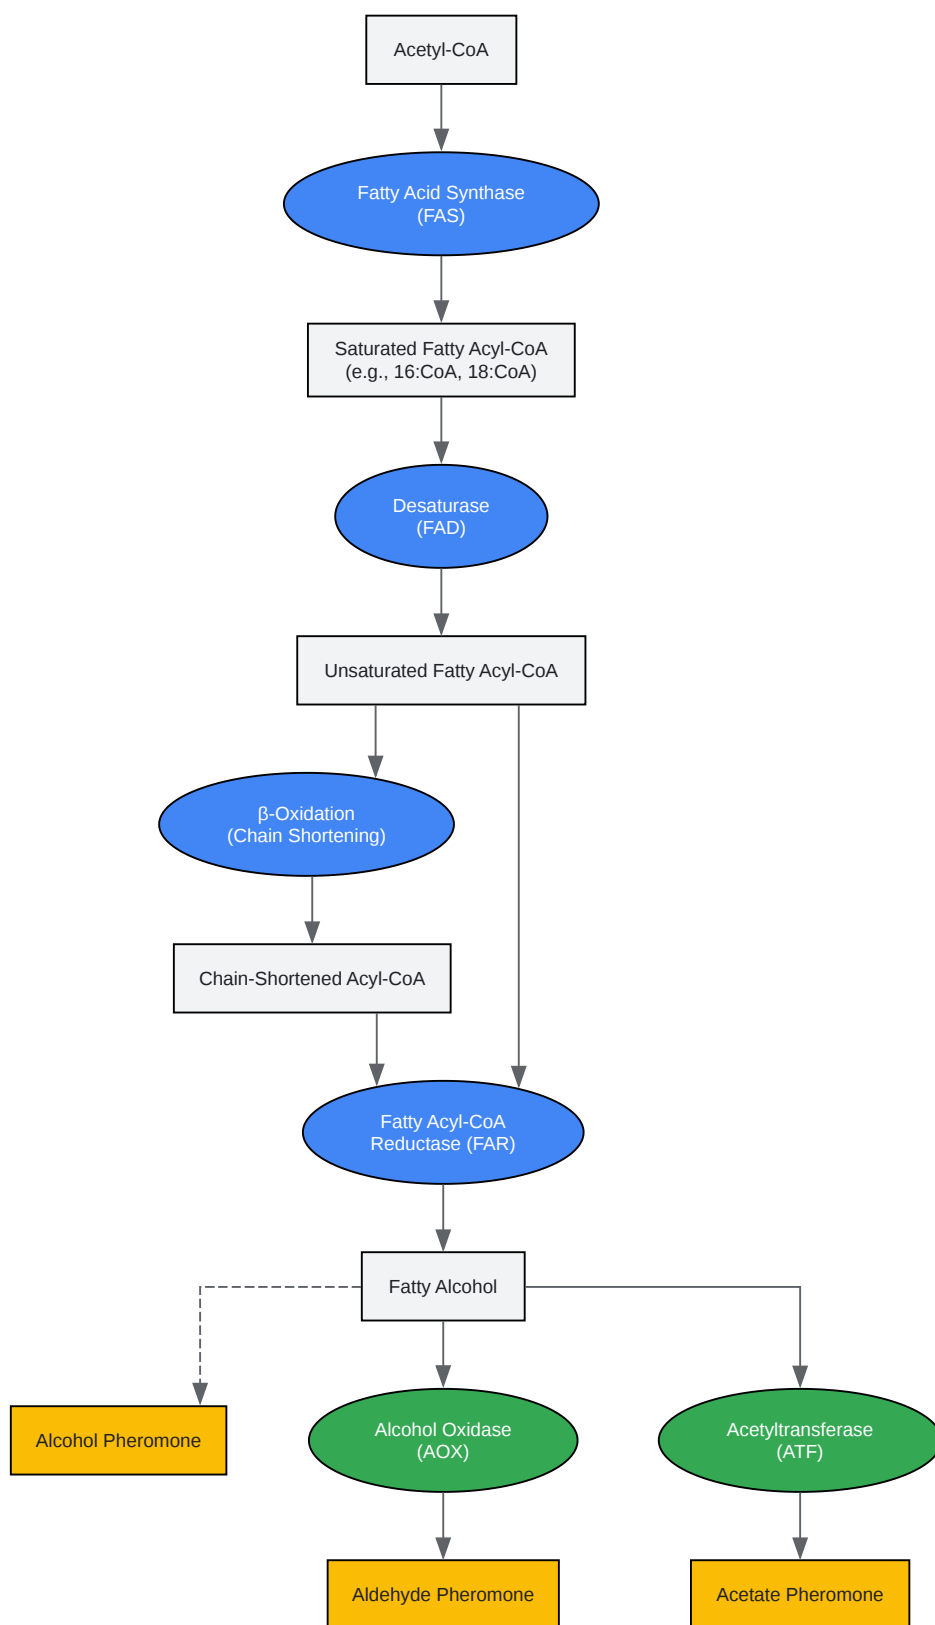 Acetyl-CoA
Fatty Acid Synthase
(FAS)
Saturated Fatty Acyl-CoA
(e.g., 16:CoA, 18:CoA)
Desaturase
(FAD)
Unsaturated Fatty Acyl-CoA
β-Oxidation
(Chain Shortening)
Chain-Shortened Acyl-CoA
Fatty Acyl-CoA
Reductase (FAR)
Fatty Alcohol
Alcohol Pheromone
Alcohol Oxidase
(AOX)
Acetyltransferase
(ATF)
Aldehyde Pheromone
Acetate Pheromone